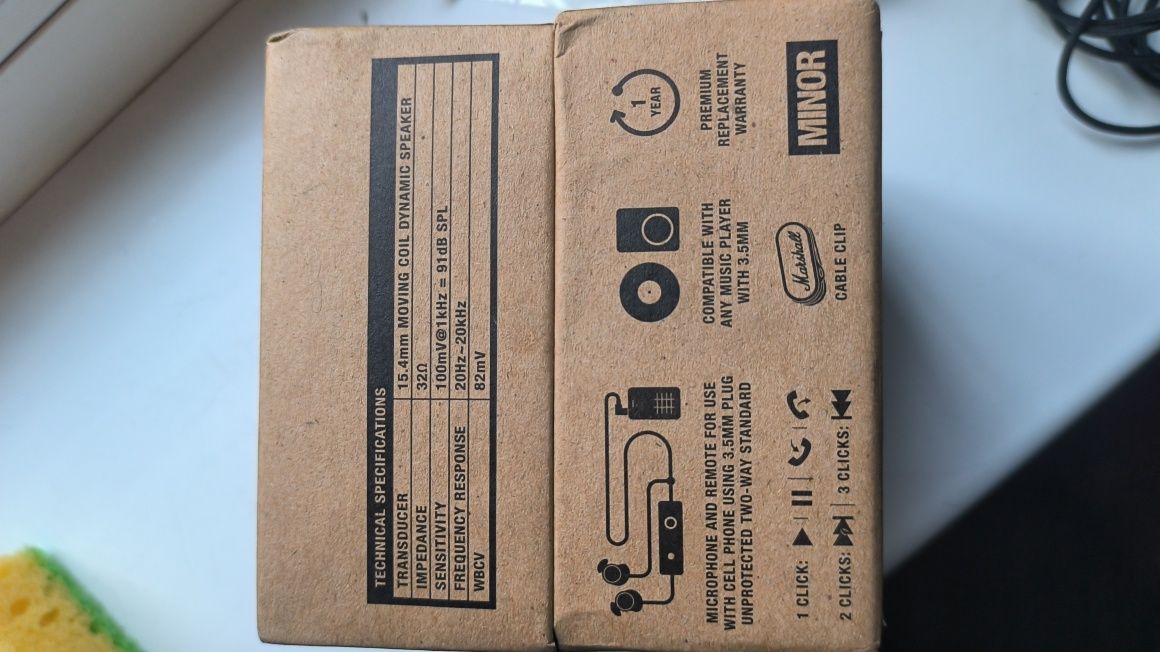 TECHNICAL SPECIFICATIONS
TRANSDUCER 15.4mm MOVING COIL DYNAMIC SPEAKER
IMPEDANCE 32Ω
SENSITIVITY 100mV@1kHz = 91dB SPL
FREQUENCY RESPONSE 20Hz–20kHz
WBCV 82mV
MICROPHONE AND REMOTE FOR USE
WITH CELL PHONE USING 3.5MM PLUG
UNPROTECTED TWO-WAY STANDARD
1 CLICK:
2 CLICKS: | 3 CLICKS:
COMPATIBLE WITH
ANY MUSIC PLAYER
WITH 3.5MM
Marshall
CABLE CLIP
1
YEAR
PREMIUM
REPLACEMENT
WARRANTY
MINOR